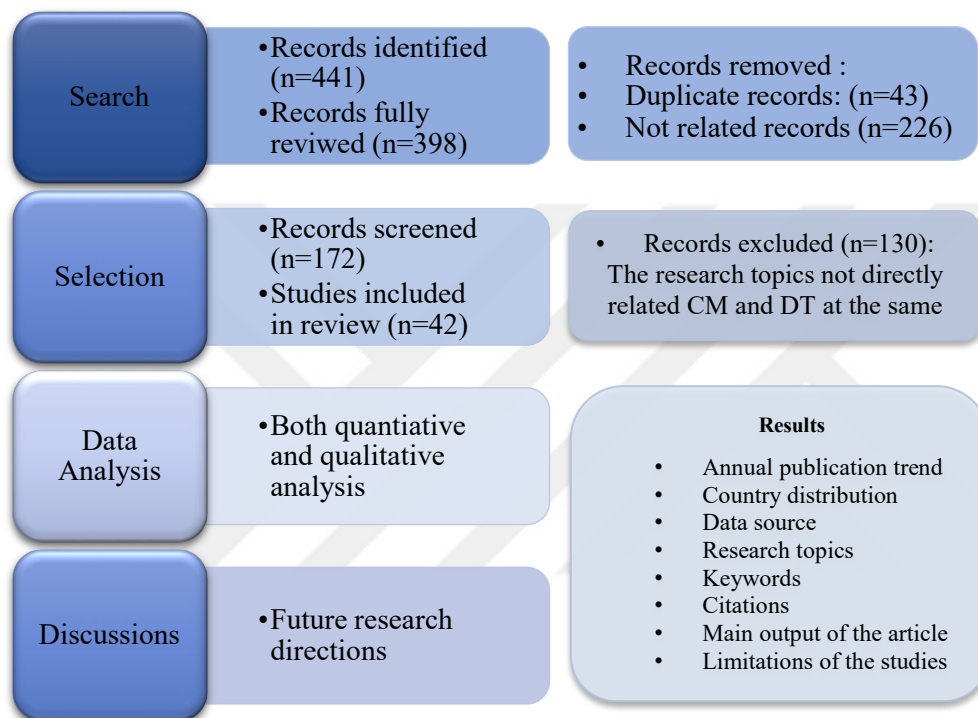 Search
•Records identified
(n=441)
•Records fully
reviwed (n=398)
• Records removed :
• Duplicate records: (n=43)
• Not related records (n=226)
Selection
•Records screened
(n=172)
•Studies included
in review (n=42)
• Records excluded (n=130):
The research topics not directly
related CM and DT at the same
Data
Analysis
•Both quantiative
and qualitative
analysis
Discussions
•Future research
directions
Results
• Annual publication trend
• Country distribution
• Data source
• Research topics
• Keywords
• Citations
• Main output of the article
• Limitations of the studies